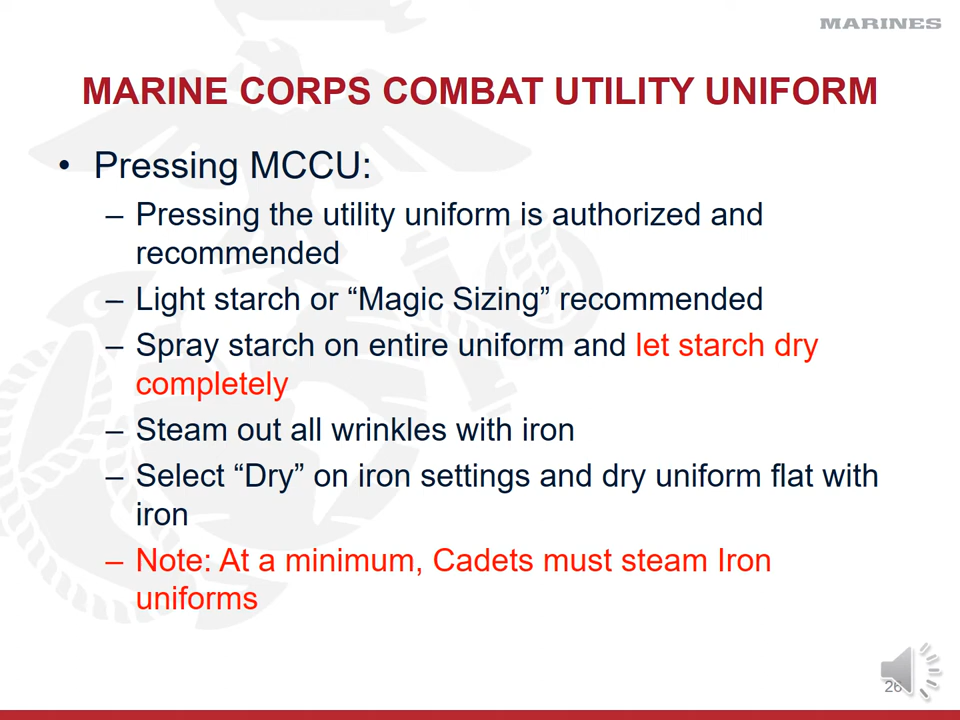 MARINES
MARINE CORPS COMBAT UTILITY UNIFORM
• Pressing MCCU:
– Pressing the utility uniform is authorized and
recommended
– Light starch or “Magic Sizing” recommended
– Spray starch on entire uniform and let starch dry
completely
– Steam out all wrinkles with iron
– Select “Dry” on iron settings and dry uniform flat with
iron
– Note: At a minimum, Cadets must steam Iron
uniforms